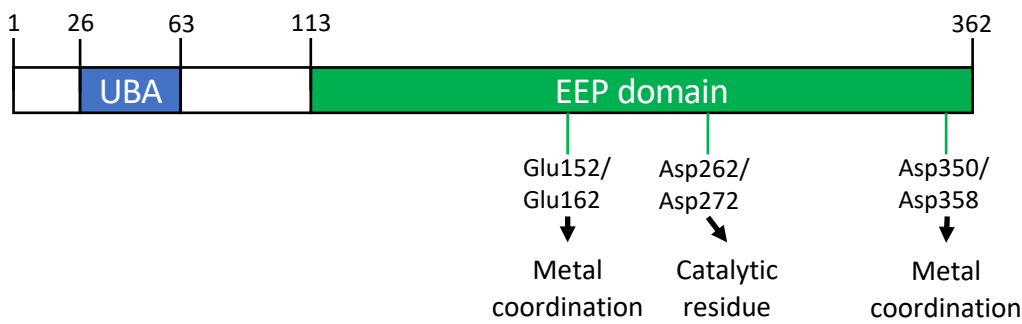 1 26 63 113 362
UBA EEP domain
Glu152/ Asp262/ Asp350/
Glu162 Asp272 Asp358
Metal Catalytic Metal
coordination residue coordination